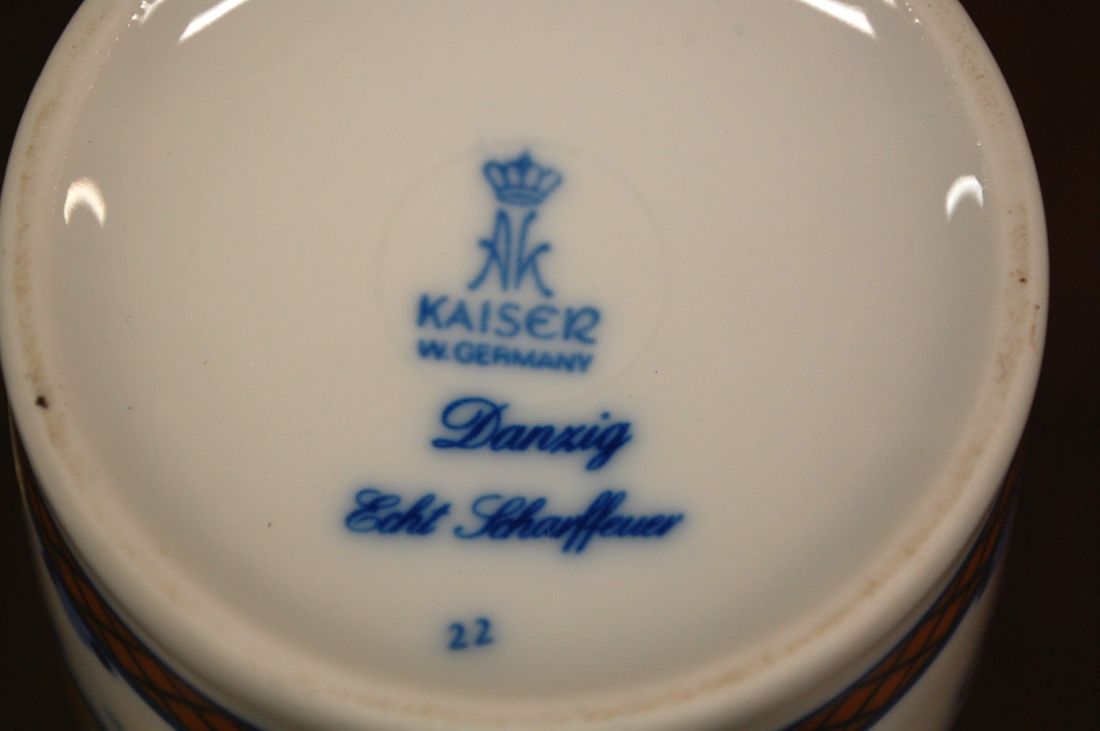 AK
KAISER
W. GERMANY
Danzig
Echt Scharffeuer
22